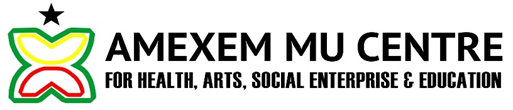 AMEXEM MU CENTRE
FOR HEALTH, ARTS, SOCIAL ENTERPRISE & EDUCATION